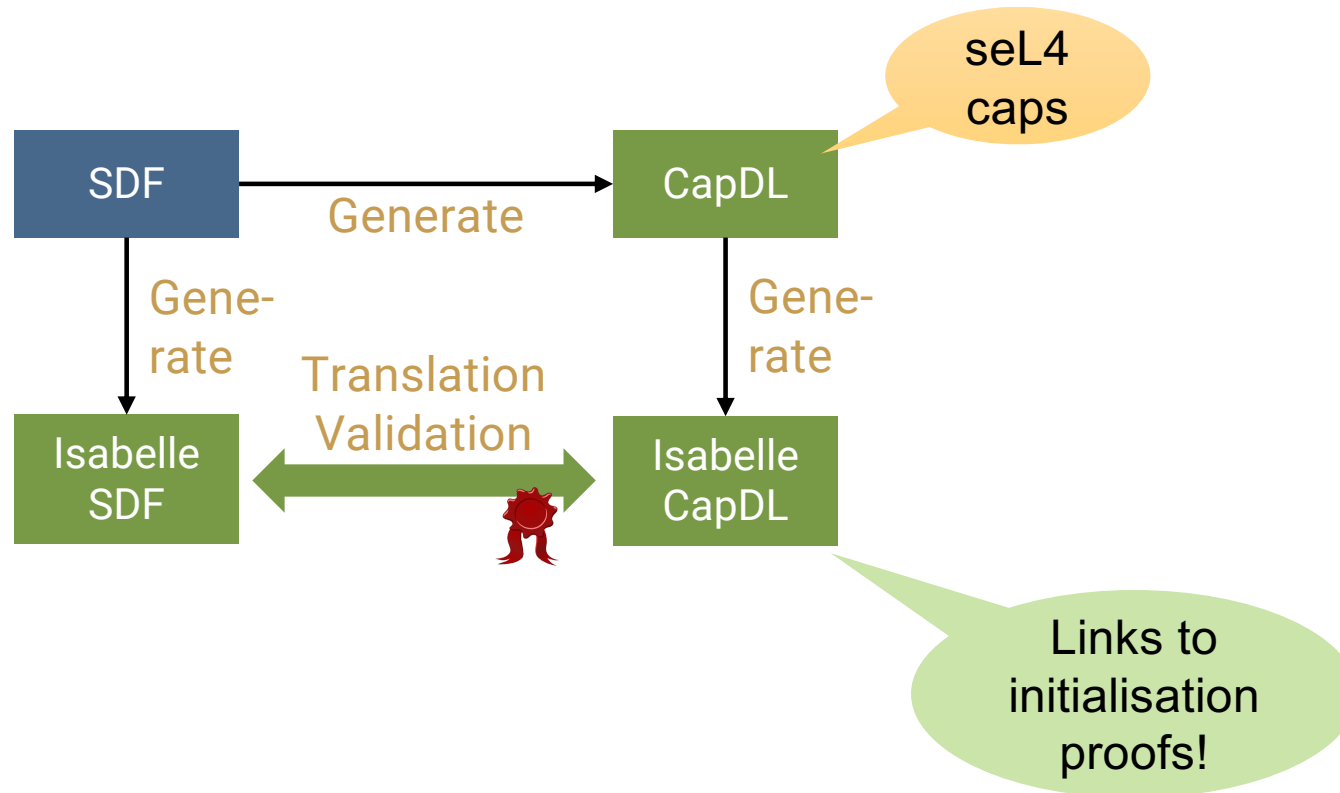 seL4
caps
SDF
CapDL
Generate
Gene-
rate
Gene-
rate
Translation
Validation
Isabelle
SDF
Isabelle
CapDL
Links to
initialisation
proofs!